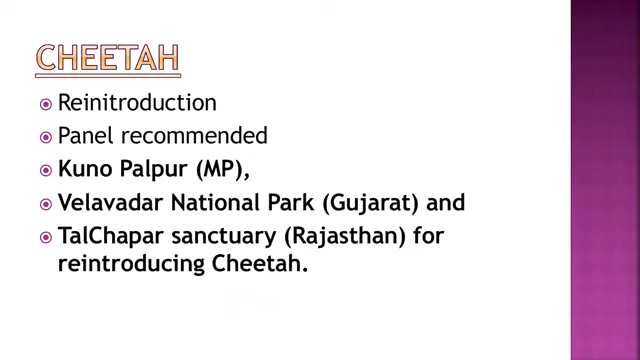 CHEETAH
Reinitroduction
Panel recommended
Kuno Palpur (MP),
Velavadar National Park (Gujarat) and
TalChapar sanctuary (Rajasthan) for
reintroducing Cheetah.